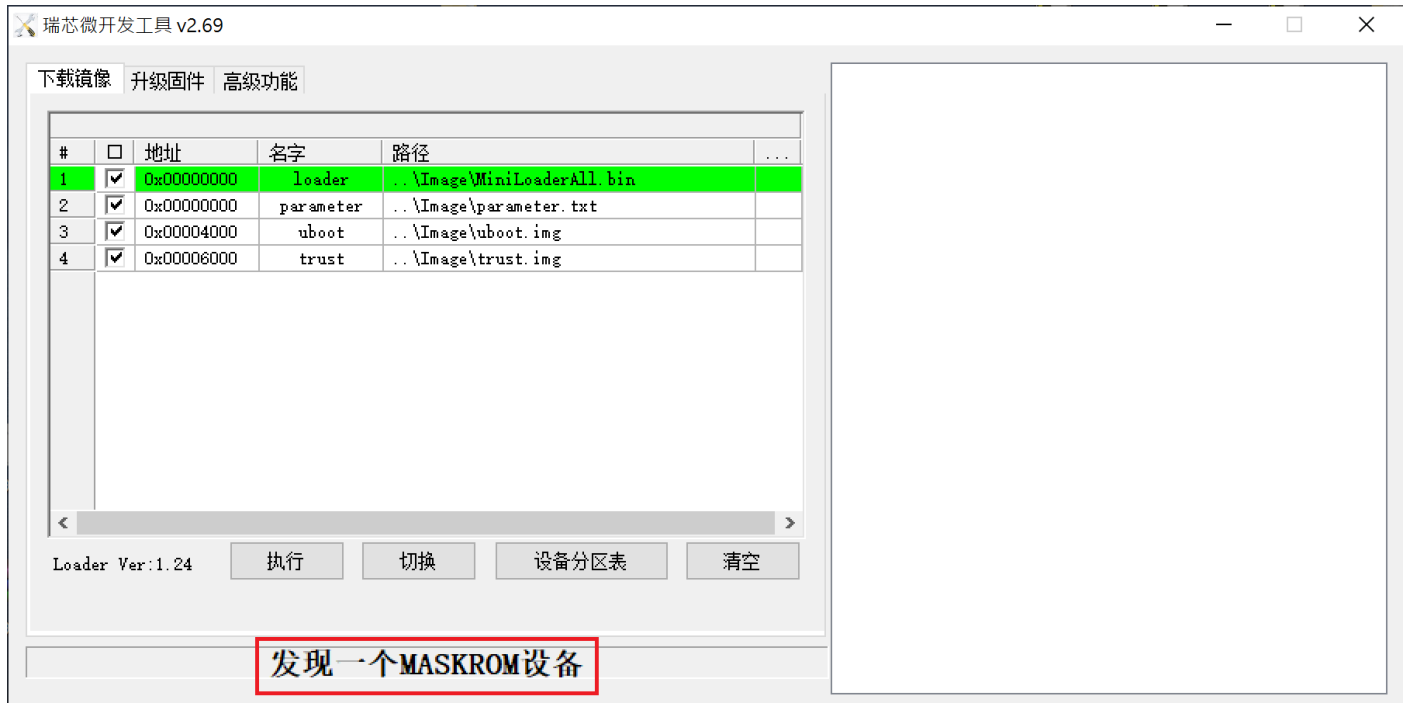 瑞芯微开发工具 v2.69
下载镜像 升级固件 高级功能
# 地址 名字 路径 ...
1 0x00000000 loader ..\Image\MiniLoaderAll.bin
2 0x00000000 parameter ..\Image\parameter.txt
3 0x00004000 uboot ..\Image\uboot.img
4 0x00006000 trust ..\Image\trust.img
Loader Ver:1.24 执行 切换 设备分区表 清空
发现一个MASKROM设备